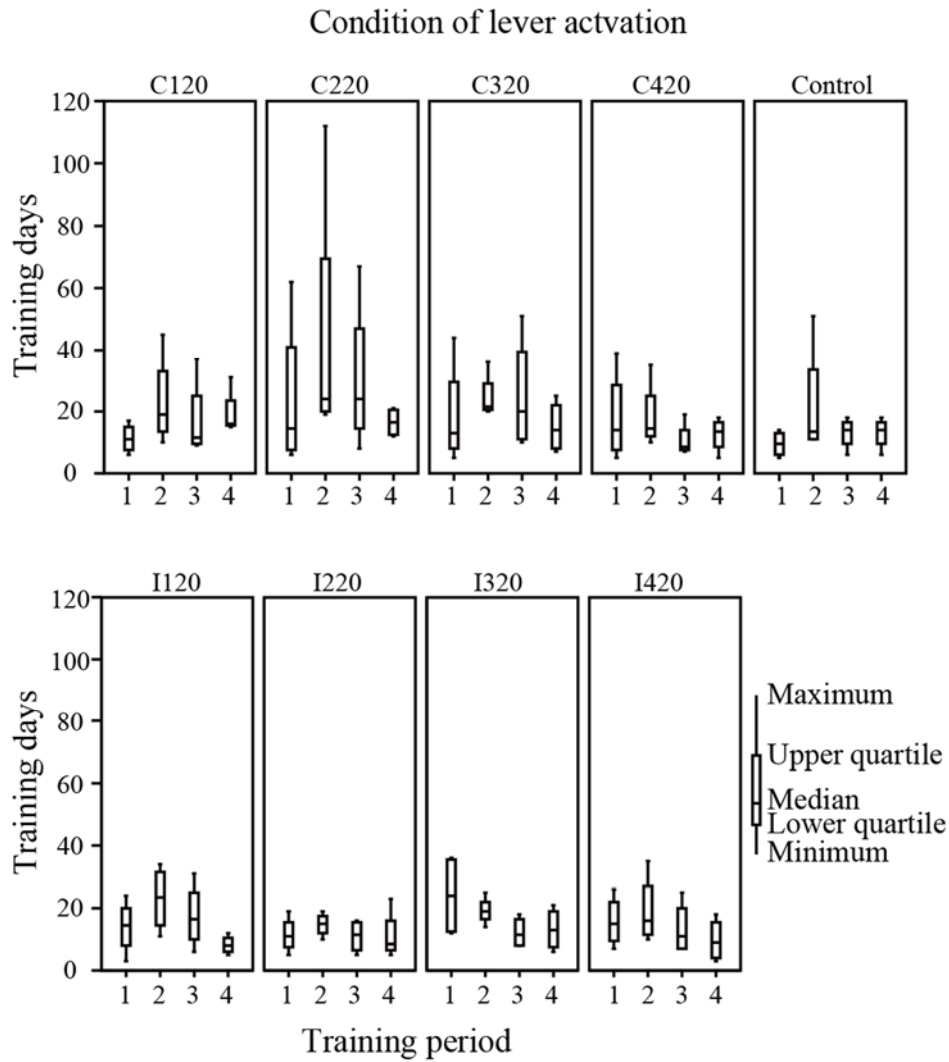 Condition of lever actvation
C120 C220 C320 C420 Control
120
100
80
60
40
20
0
Training days
1 2 3 4 1 2 3 4 1 2 3 4 1 2 3 4 1 2 3 4
I120 I220 I320 I420
120
100
80
60
40
20
0
Training days
Maximum
Upper quartile
Median
Lower quartile
Minimum
1 2 3 4 1 2 3 4 1 2 3 4 1 2 3 4
Training period